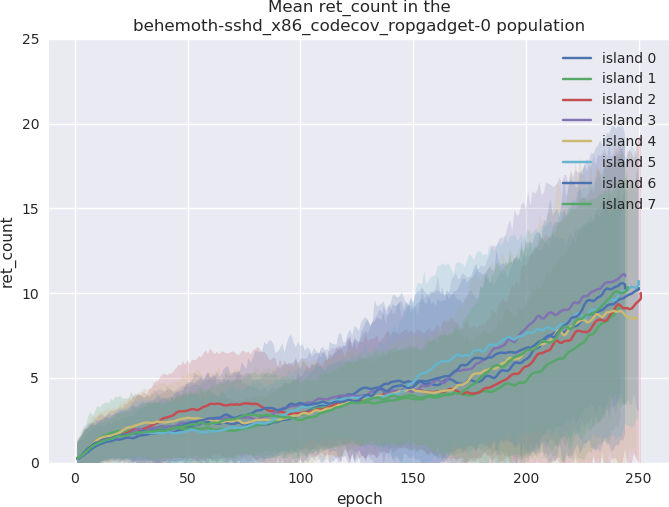 Mean ret_count in the
behemoth-sshd_x86_codecov_ropgadget-0 population
25
20
15
10
5
0
ret_count
island 0
island 1
island 2
island 3
island 4
island 5
island 6
island 7
0
50
100
150
200
250
epoch